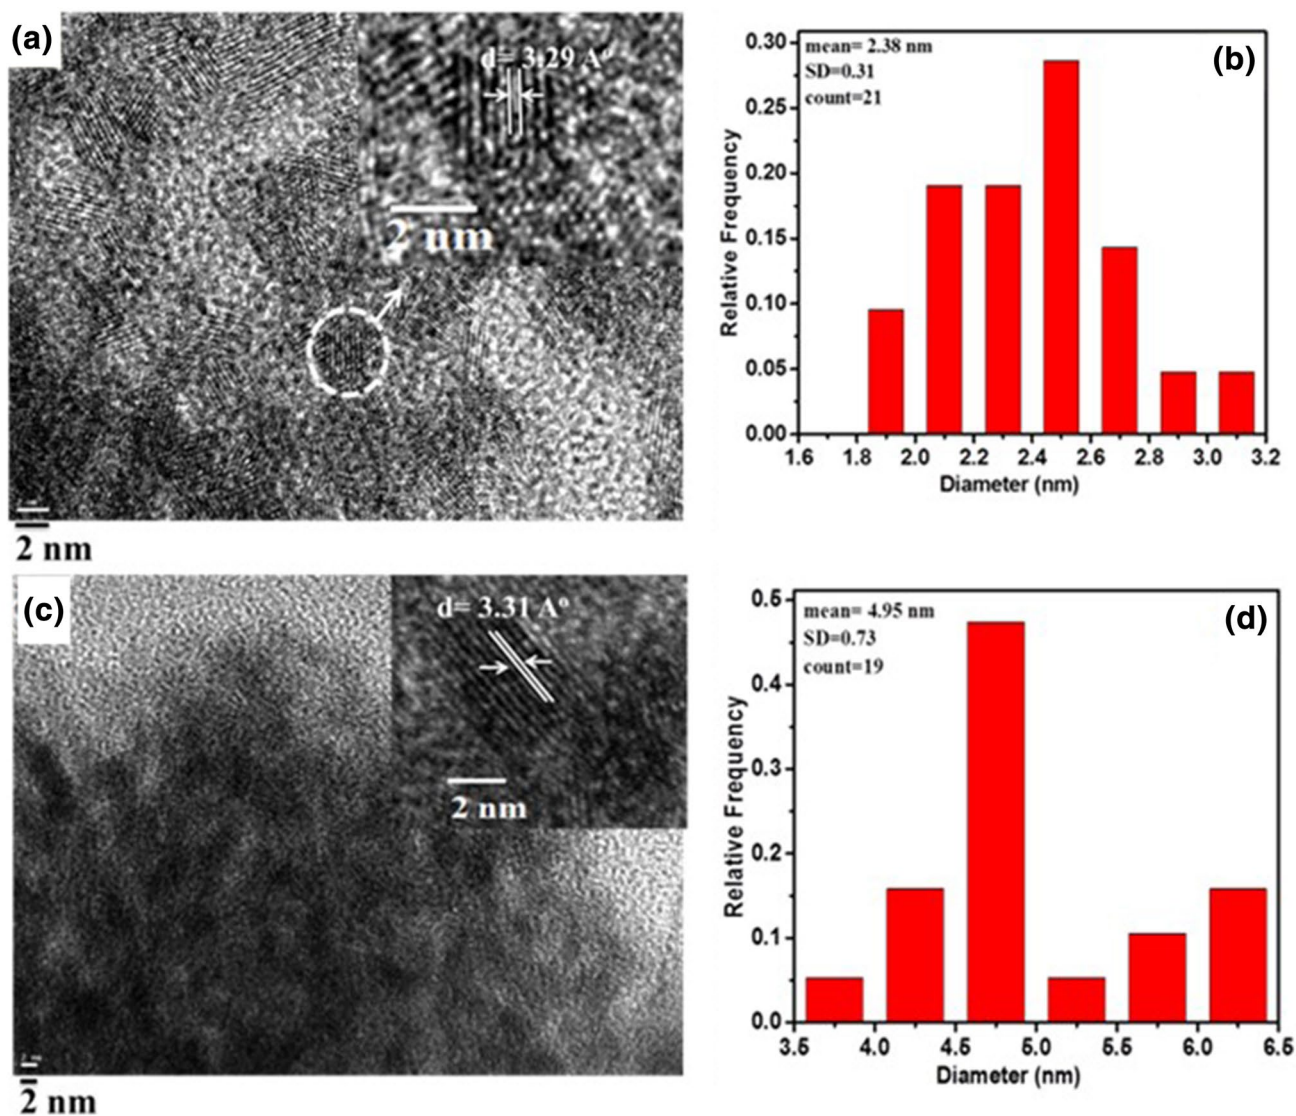 (a)
d= 3.29 Aº
2 nm
2 nm
(b)
mean= 2.38 nm
SD=0.31
count=21
Relative Frequency
0.30
0.25
0.20
0.15
0.10
0.05
0.00
1.6 1.8 2.0 2.2 2.4 2.6 2.8 3.0 3.2
Diameter (nm)
(c)
d= 3.31 Aº
2 nm
2 nm
(d)
mean= 4.95 nm
SD=0.73
count=19
Relative Frequency
0.5
0.4
0.3
0.2
0.1
0.0
3.5 4.0 4.5 5.0 5.5 6.0 6.5
Diameter (nm)